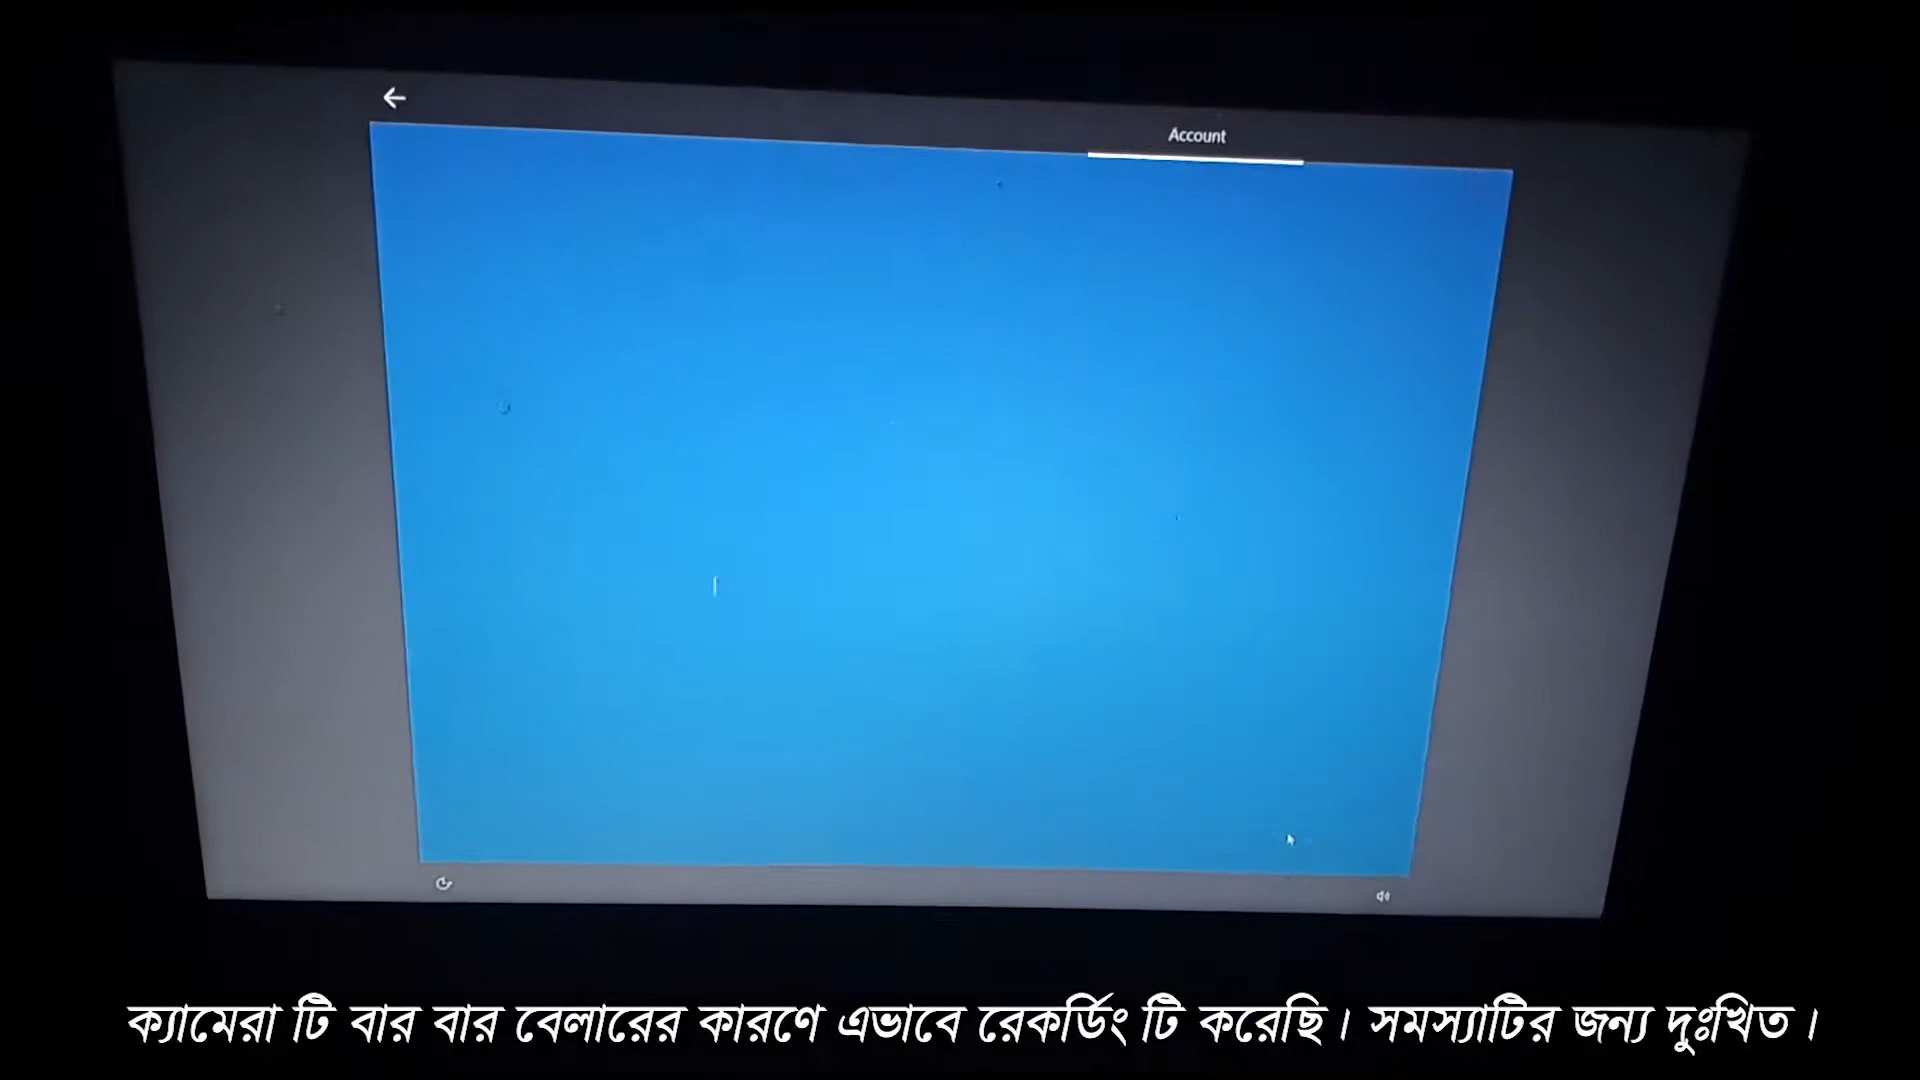 Account
ক্যামেরা টি বার বার বেলারের কারণে এভাবে রেকর্ডিং টি করেছি। সমস্যাটির জন্য দুঃখিত।